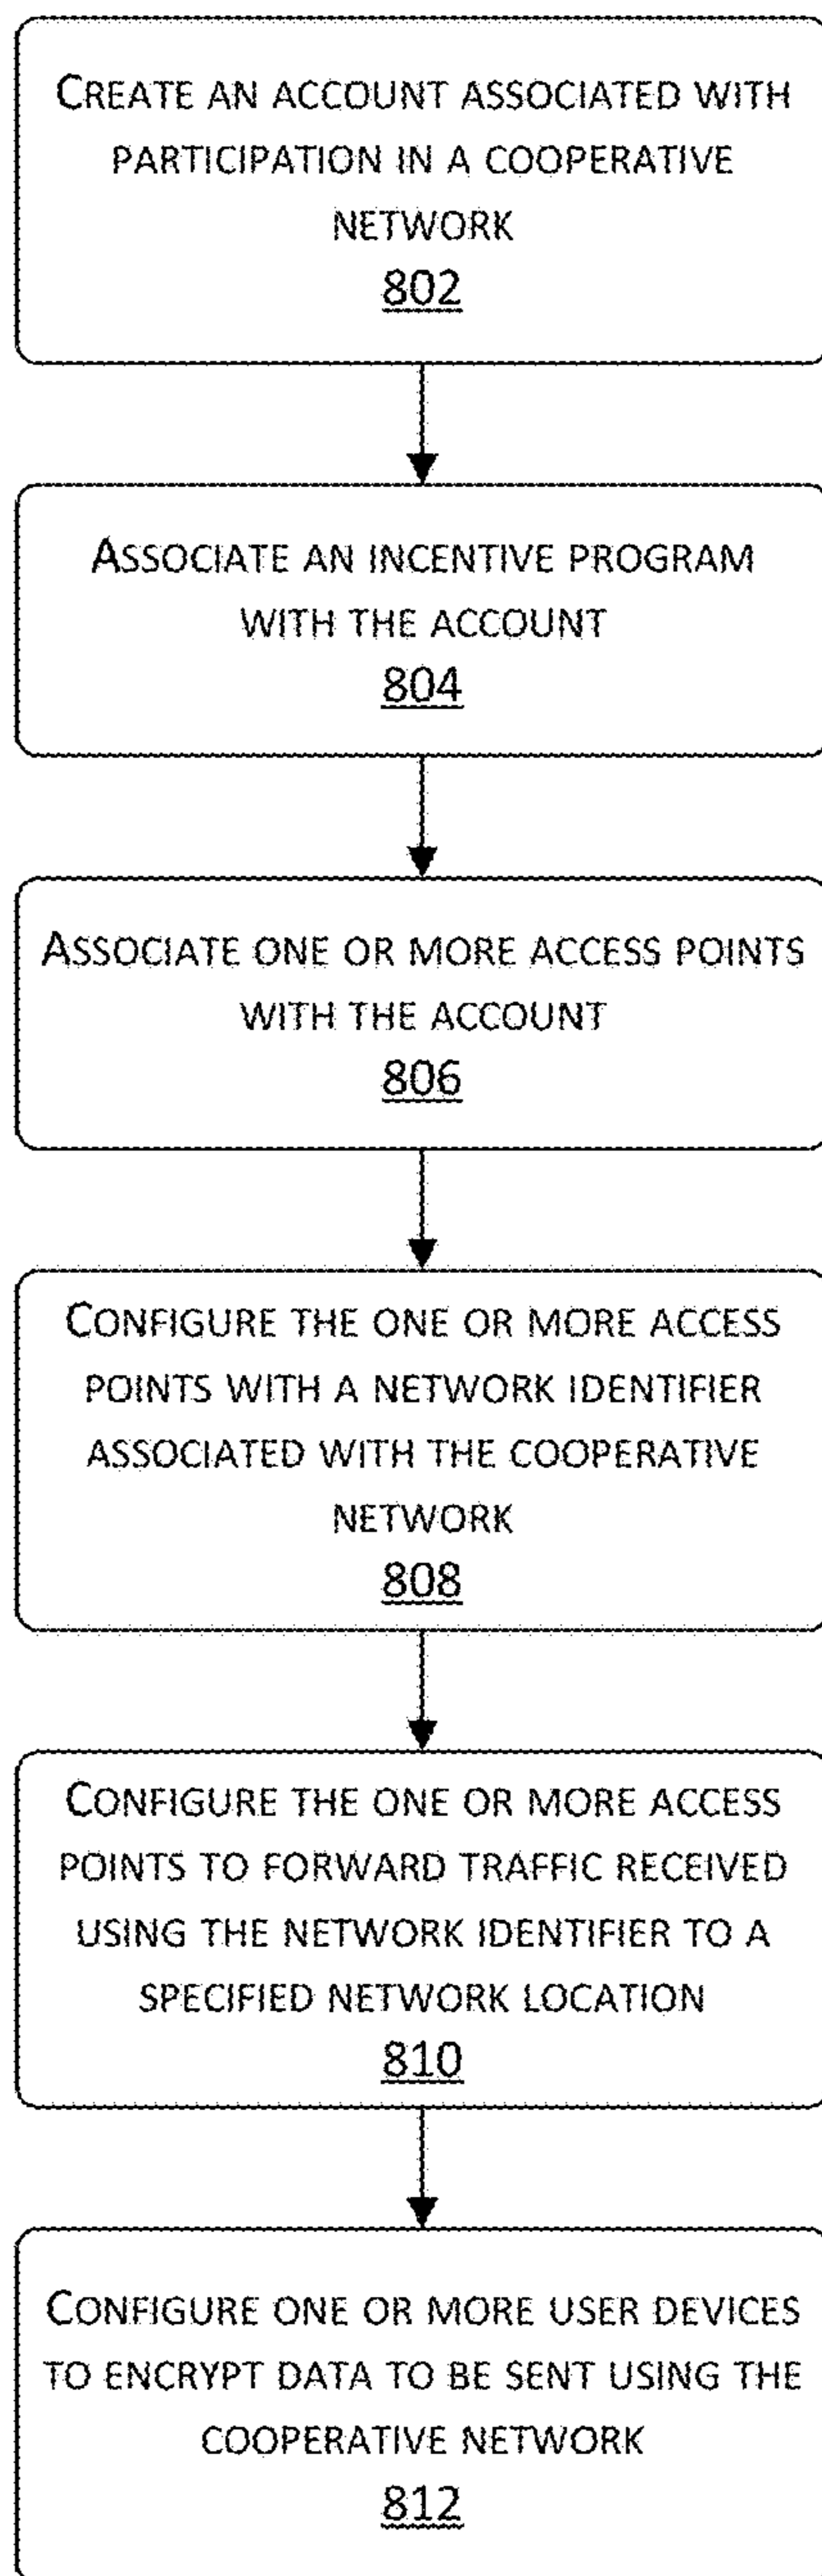 CREATE AN ACCOUNT ASSOCIATED WITH
PARTICIPATION IN A COOPERATIVE
NETWORK
802
ASSOCIATE AN INCENTIVE PROGRAM
WITH THE ACCOUNT
804
ASSOCIATE ONE OR MORE ACCESS POINTS
WITH THE ACCOUNT
806
CONFIGURE THE ONE OR MORE ACCESS
POINTS WITH A NETWORK IDENTIFIER
ASSOCIATED WITH THE COOPERATIVE
NETWORK
808
CONFIGURE THE ONE OR MORE ACCESS
POINTS TO FORWARD TRAFFIC RECEIVED
USING THE NETWORK IDENTIFIER TO A
SPECIFIED NETWORK LOCATION
810
CONFIGURE ONE OR MORE USER DEVICES
TO ENCRYPT DATA TO BE SENT USING THE
COOPERATIVE NETWORK
812